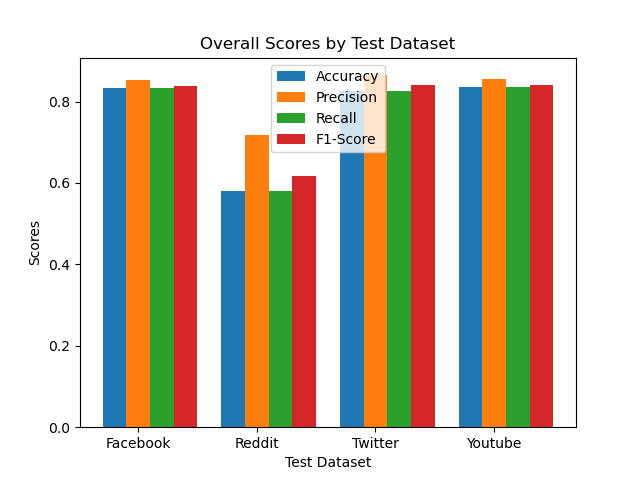 Overall Scores by Test Dataset
Accuracy
Precision
Recall
F1-Score
Scores
0.8
0.6
0.4
0.2
0.0
Facebook Reddit Twitter Youtube
Test Dataset